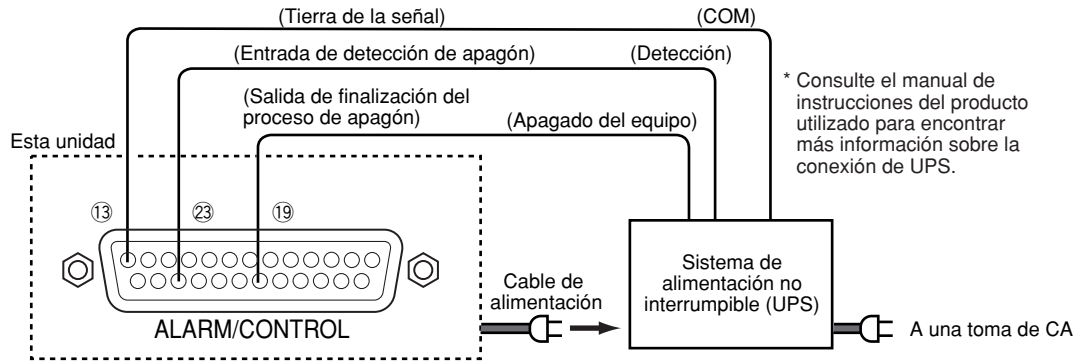 (Tierra de la señal)
(COM)
(Entrada de detección de apagón)
(Detección)
(Salida de finalización del
proceso de apagón)
(Apagado del equipo)
* Consulte el manual de
instrucciones del producto
utilizado para encontrar
más información sobre la
conexión de UPS.
Esta unidad
⑬ ㉓ ⑲
ALARM/CONTROL
Cable de
alimentación
Sistema de
alimentación no
interrumpible (UPS)
A una toma de CA